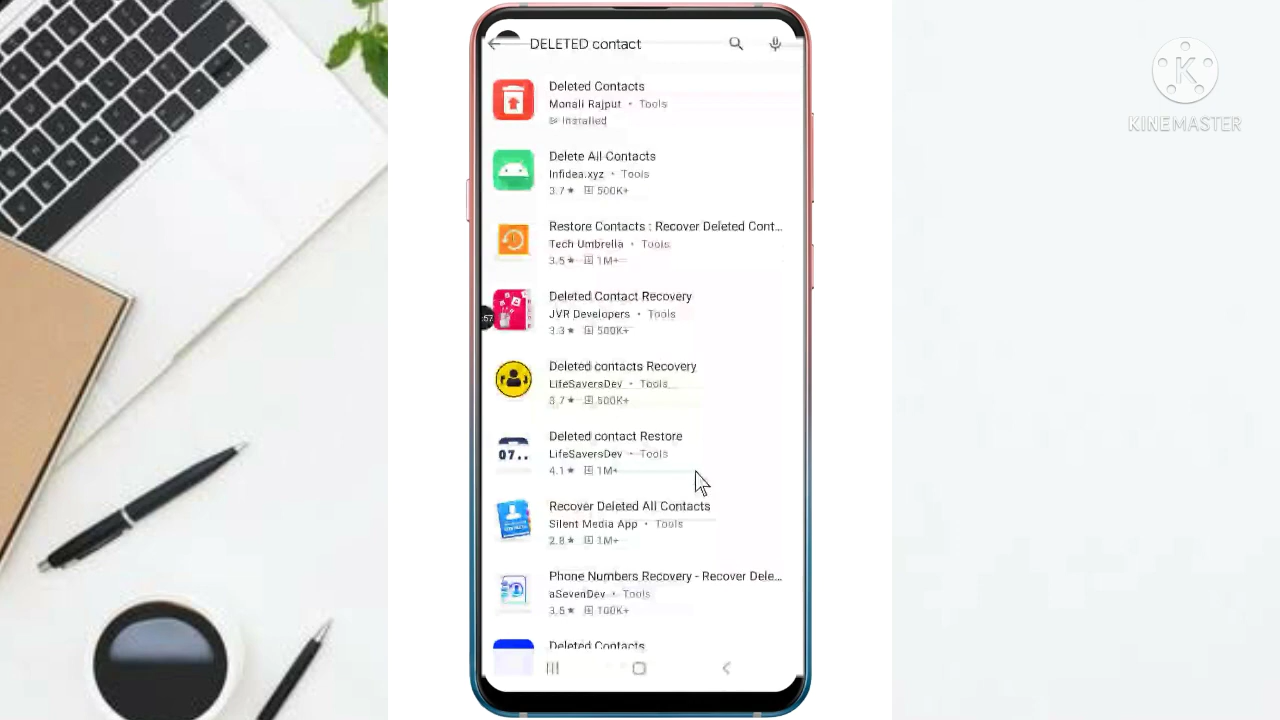 DELETED contact
Deleted Contacts
Monali Rajput • Tools
Installed
Delete All Contacts
Infidea.xyz • Tools
3.7★ 500K+
Restore Contacts : Recover Deleted Cont...
Tech Umbrella • Tools
3.5★ 1M+
Deleted Contact Recovery
:57
JVR Developers • Tools
3.3★ 500K+
Deleted contacts Recovery
LifeSaversDev • Tools
3.7★ 500K+
Deleted contact Restore
07..
LifeSaversDev • Tools
4.1★ 1M+
Recover Deleted All Contacts
Silent Media App • Tools
2.8★ 1M+
Phone Numbers Recovery - Recover Dele...
aSevenDev • Tools
3.5★ 100K+
Deleted Contacts
K
KINEMASTER